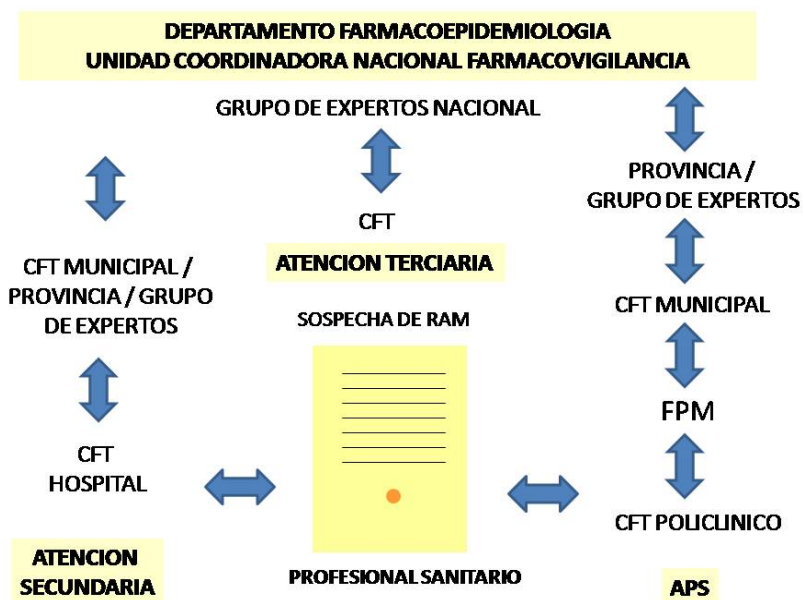 DEPARTAMENTO FARMACOEPIDEMIOLOGIA
UNIDAD COORDINADORA NACIONAL FARMACOVIGILANCIA
GRUPO DE EXPERTOS NACIONAL
CFT
ATENCION TERCIARIA
PROVINCIA /
GRUPO DE EXPERTOS
CFT MUNICIPAL /
PROVINCIA / GRUPO
DE EXPERTOS
SOSPECHA DE RAM
CFT MUNICIPAL
FPM
CFT
HOSPITAL
CFT POLICLINICO
ATENCION
SECUNDARIA
PROFESIONAL SANITARIO
APS